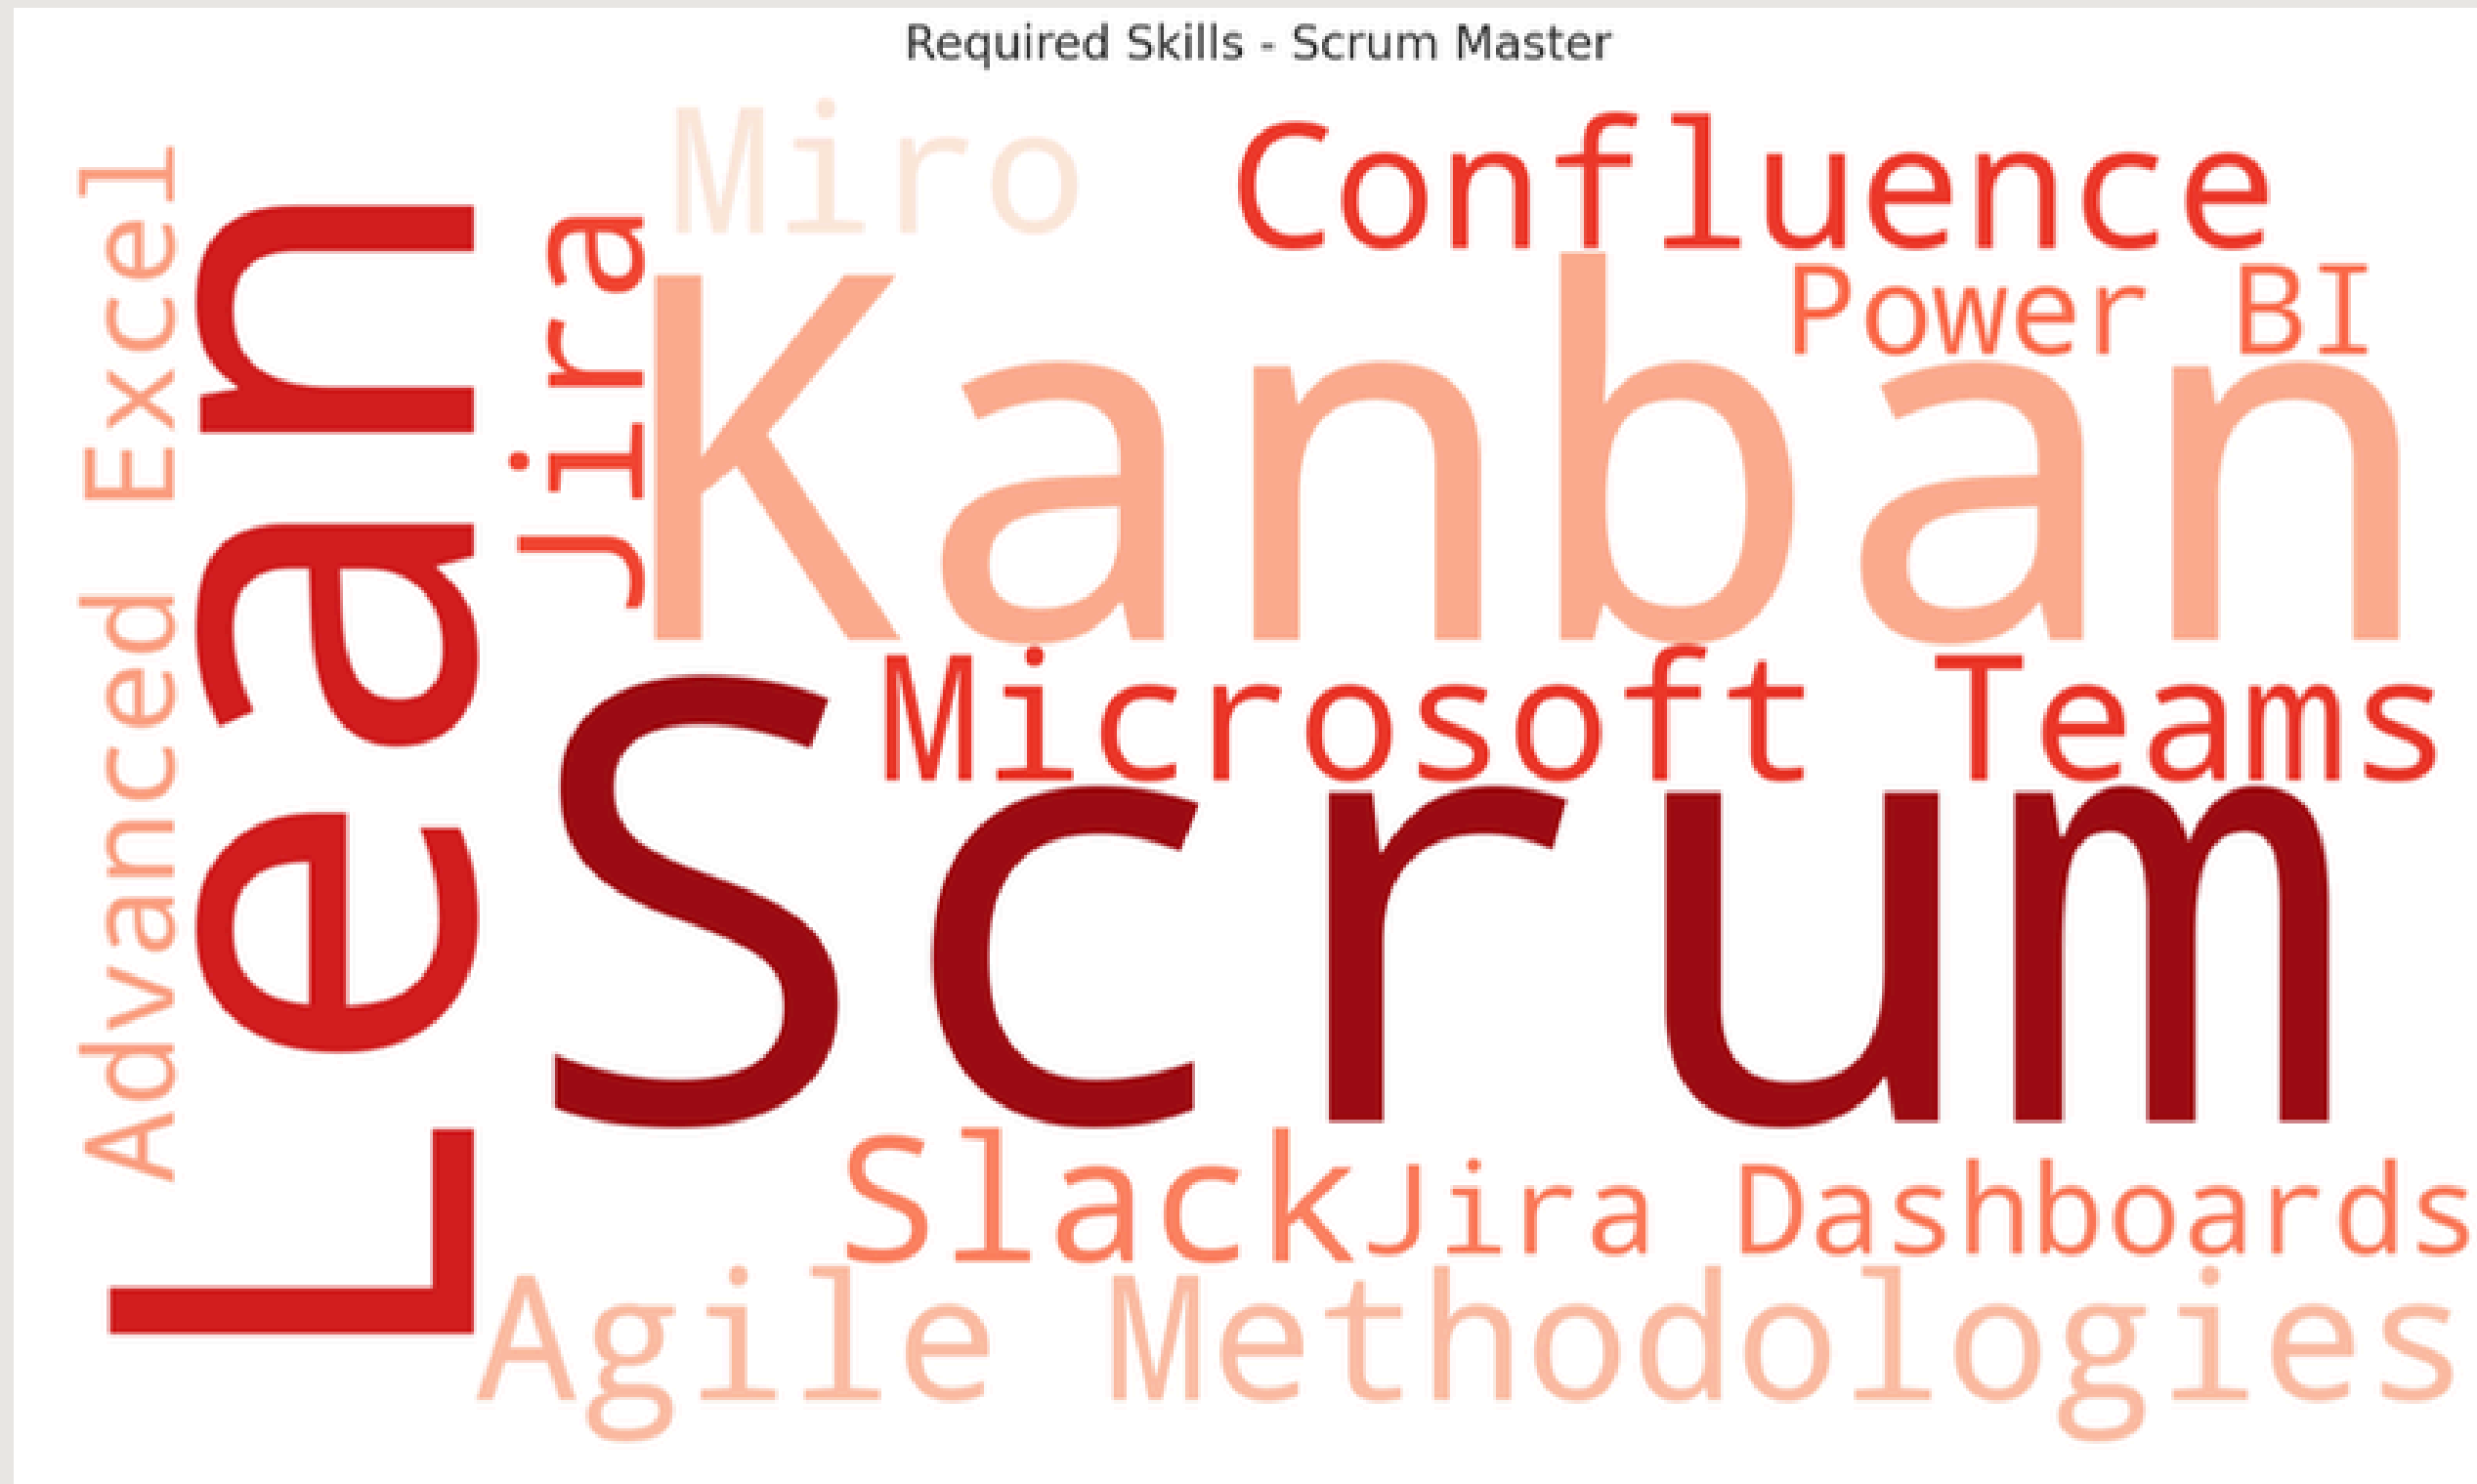 Required Skills - Scrum Master
Miro
Confluence
Advanced Excel
Lean
Jira
Power BI
Kanban
Microsoft Teams
Scrum
Slack
Jira Dashboards
Agile Methodologies